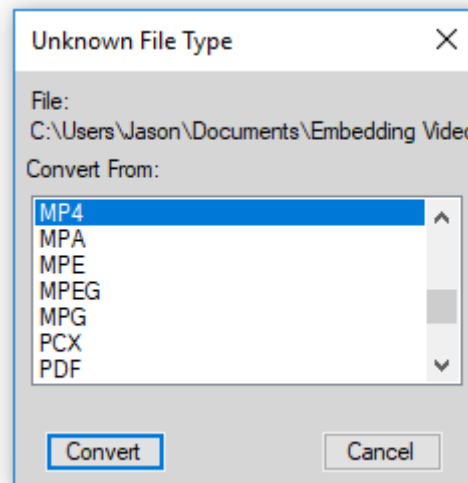 Unknown File Type
File:
C:\Users\Jason\Documents\Embedding Video
Convert From:
MP4
MPA
MPE
MPEG
MPG
PCX
PDF
Convert
Cancel